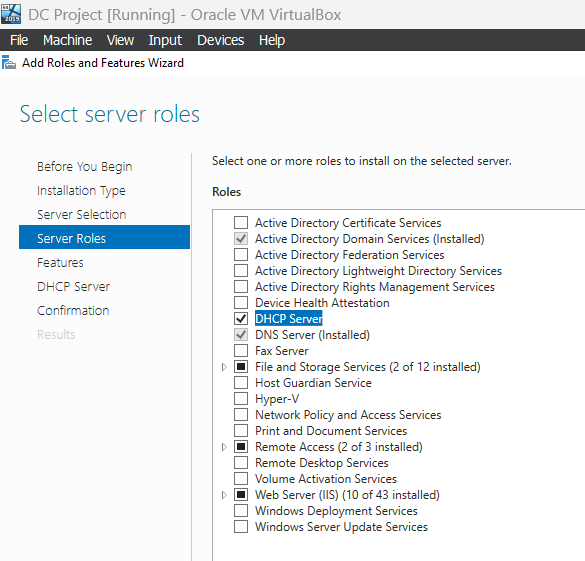 DC Project [Running] - Oracle VM VirtualBox
File Machine View Input Devices Help
Add Roles and Features Wizard
Select server roles
Before You Begin
Installation Type
Server Selection
Server Roles
Features
DHCP Server
Confirmation
Results
Select one or more roles to install on the selected server.
Roles
Active Directory Certificate Services
Active Directory Domain Services (Installed)
Active Directory Federation Services
Active Directory Lightweight Directory Services
Active Directory Rights Management Services
Device Health Attestation
DHCP Server
DNS Server (Installed)
Fax Server
File and Storage Services (2 of 12 installed)
Host Guardian Service
Hyper-V
Network Policy and Access Services
Print and Document Services
Remote Access (2 of 3 installed)
Remote Desktop Services
Volume Activation Services
Web Server (IIS) (10 of 43 installed)
Windows Deployment Services
Windows Server Update Services